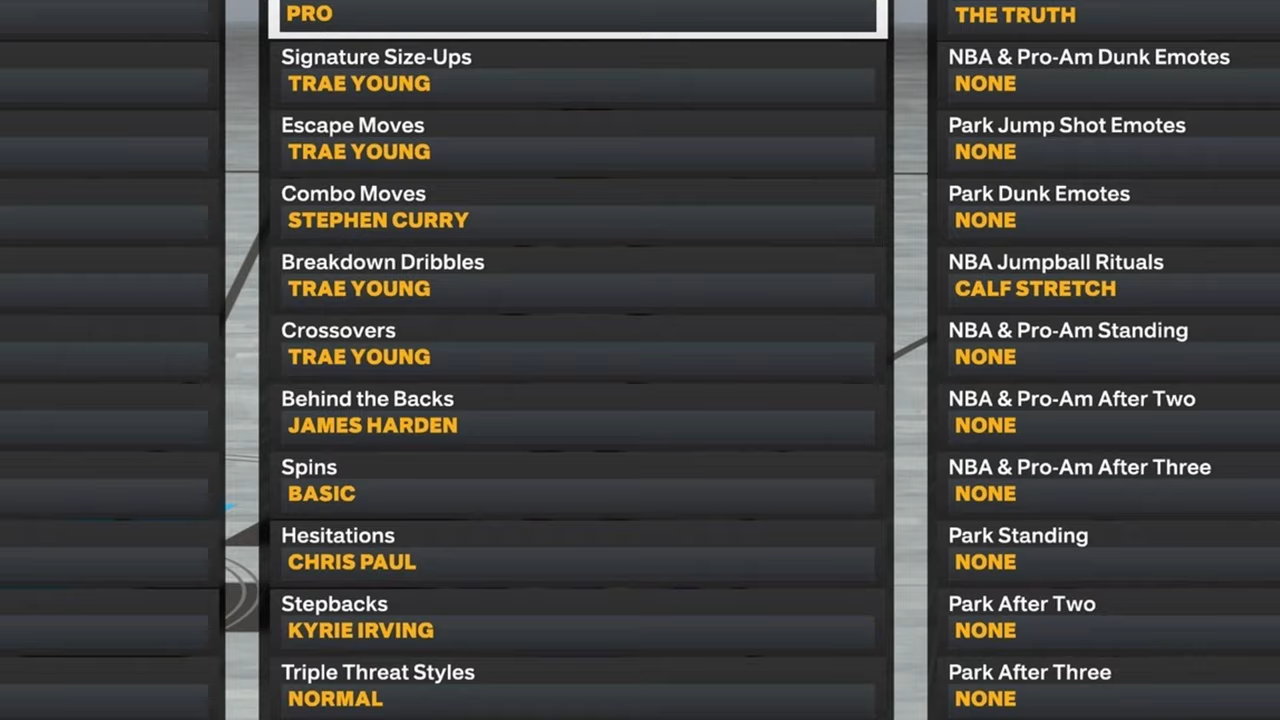 PRO
Signature Size-Ups
TRAE YOUNG
Escape Moves
TRAE YOUNG
Combo Moves
STEPHEN CURRY
Breakdown Dribbles
TRAE YOUNG
Crossovers
TRAE YOUNG
Behind the Backs
JAMES HARDEN
Spins
BASIC
Hesitations
CHRIS PAUL
Stepbacks
KYRIE IRVING
Triple Threat Styles
NORMAL
THE TRUTH
NBA & Pro-Am Dunk Emotes
NONE
Park Jump Shot Emotes
NONE
Park Dunk Emotes
NONE
NBA Jumpball Rituals
CALF STRETCH
NBA & Pro-Am Standing
NONE
NBA & Pro-Am After Two
NONE
NBA & Pro-Am After Three
NONE
Park Standing
NONE
Park After Two
NONE
Park After Three
NONE